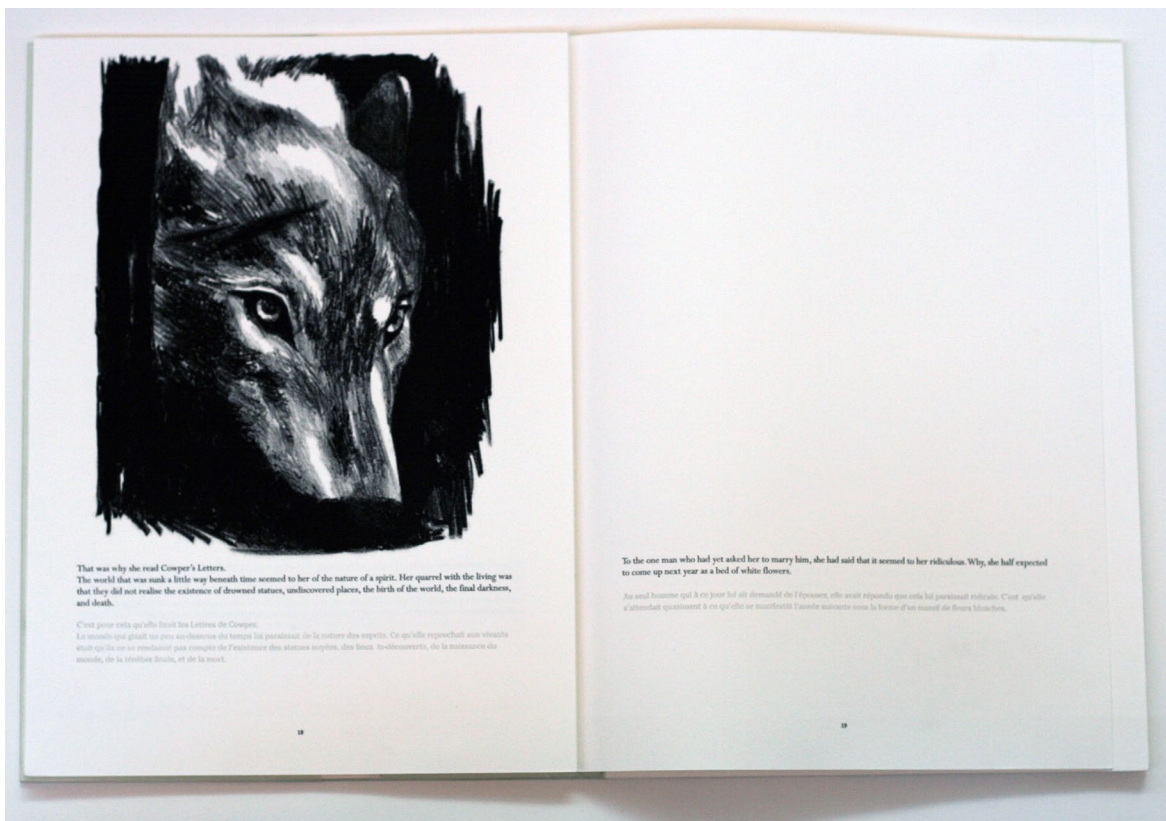 That was why she read Cowper's Letters.
The world that was sunk a little way beneath time seemed to her of the nature of a spirit. Her quarrel with the living was
that they did not realise the existence of drowned statues, undiscovered places, the birth of the world, the final darkness,
and death.
C'est pour cela qu'elle lisait les Lettres de Cowper.
Le monde qui gisait un peu au-dessous du temps lui paraissait de la nature des esprits. Ce qu'elle reprochait aux vivants
était qu'ils ne se rendaient pas compte de l'existence des statues noyées, des lieux de la naissance du
monde, de la ténèbre finale, et de la mort.
18
To the one man who had yet asked her to marry him, she had said that it seemed to her ridiculous. Why, she half expected
to come up next year as a bed of white flowers.
Au seul homme qui à ce jour lui ait demandé de l'épouser, elle avait répondu que cela lui paraissait ridicule. C'est qu'elle
s'attendait quasiment à ce qu'elle se manifestât l'année suivante sous la forme d'un massif de fleurs blanches.
19